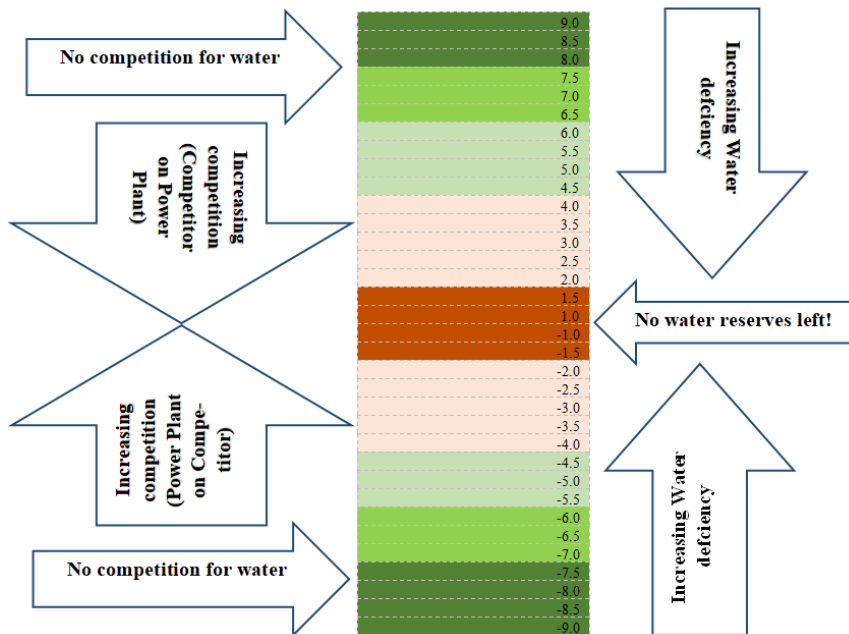 No competition for water
Increasing
competition
(Competitor
on Power
Plant)
Increasing
competition
(Power Plant
on Compe-
titor)
No competition for water
9.0
8.5
8.0
7.5
7.0
6.5
6.0
5.5
5.0
4.5
4.0
3.5
3.0
2.5
2.0
1.5
1.0
-1.0
-1.5
-2.0
-2.5
-3.0
-3.5
-4.0
-4.5
-5.0
-5.5
-6.0
-6.5
-7.0
-7.5
-8.0
-8.5
-9.0
Increasing Water
defciency
No water reserves left!
Increasing Water
defciency